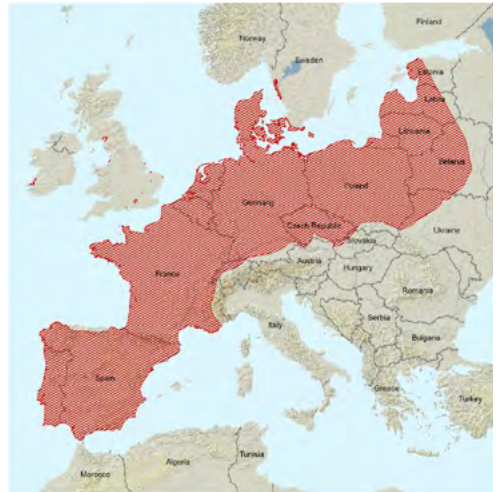 Finland
Norway
Sweden
Estonia
Latvia
Lithuania
Belarus
Poland
Germany
Czech Republic
Ukraine
Slovakia
Austria
Hungary
France
Romania
Serbia
Italy
Bulgaria
Spain
Greece
Turkey
Tunisia
Algeria
Morocco